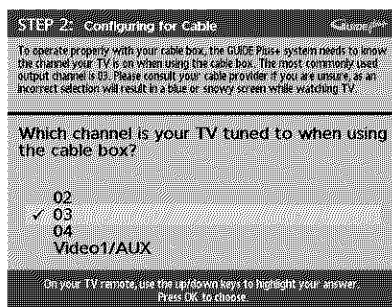 STEP 2: Configuring for Cable
GUIDE Plus+
To operate properly with your cable box, the GUIDE Plus+ system needs to know
the channel your TV is on when using the cable box. The most commonly used
output channel is 03. Please consult your cable provider if you are unsure, as an
incorrect selection will result in a blue or snowy screen while watching TV.
Which channel is your TV tuned to when using
the cable box?
02
✓ 03
04
Video1/AUX
On your TV remote, use the up/down keys to highlight your answer.
Press OK to choose.